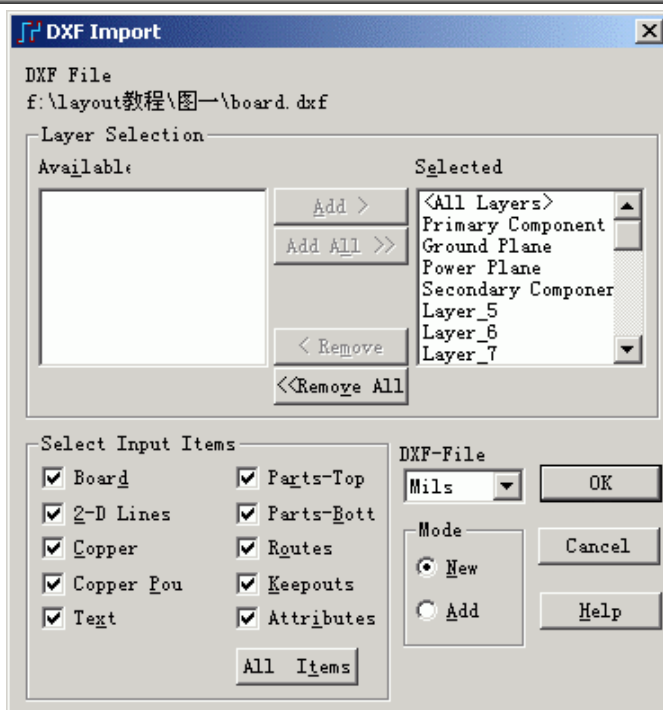 DXF Import
DXF File
f:\layout教程\图一\board.dxf
Layer Selection
Available
Selected
Add >
Add All >>
< Remove
<<Remove All
<All Layers>
Primary Component
Ground Plane
Power Plane
Secondary Componer
Layer_5
Layer_6
Layer_7
Select Input Items
Board
Parts-Top
2-D Lines
Parts-Bott
Copper
Routes
Copper Pou
Keepouts
Text
Attributes
All Items
DXF-File
Mils
Mode
New
Add
OK
Cancel
Help